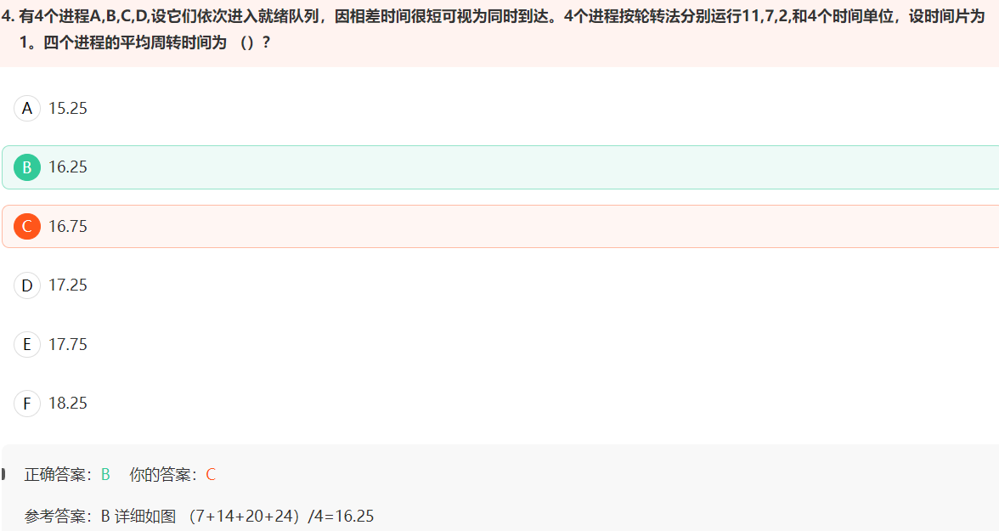 4. 有4个进程A,B,C,D,设它们依次进入就绪队列，因相差时间很短可视为同时到达。4个进程按轮转法分别运行11,7,2,和4个时间单位，设时间片为
1。四个进程的平均周转时间为 （）?
A 15.25
B 16.25
C 16.75
D 17.25
E 17.75
F 18.25
正确答案：B 你的答案：C
参考答案：B 详细如图 （7+14+20+24）/4=16.25